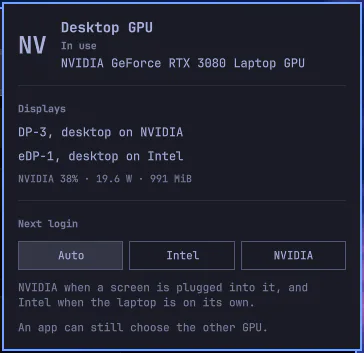 NV
Desktop GPU
In use
NVIDIA GeForce RTX 3080 Laptop GPU
Displays
DP-3, desktop on NVIDIA
eDP-1, desktop on Intel
NVIDIA 38% · 19.6 W · 991 MiB
Next login
Auto
Intel
NVIDIA
NVIDIA when a screen is plugged into it, and
Intel when the laptop is on its own.
An app can still choose the other GPU.